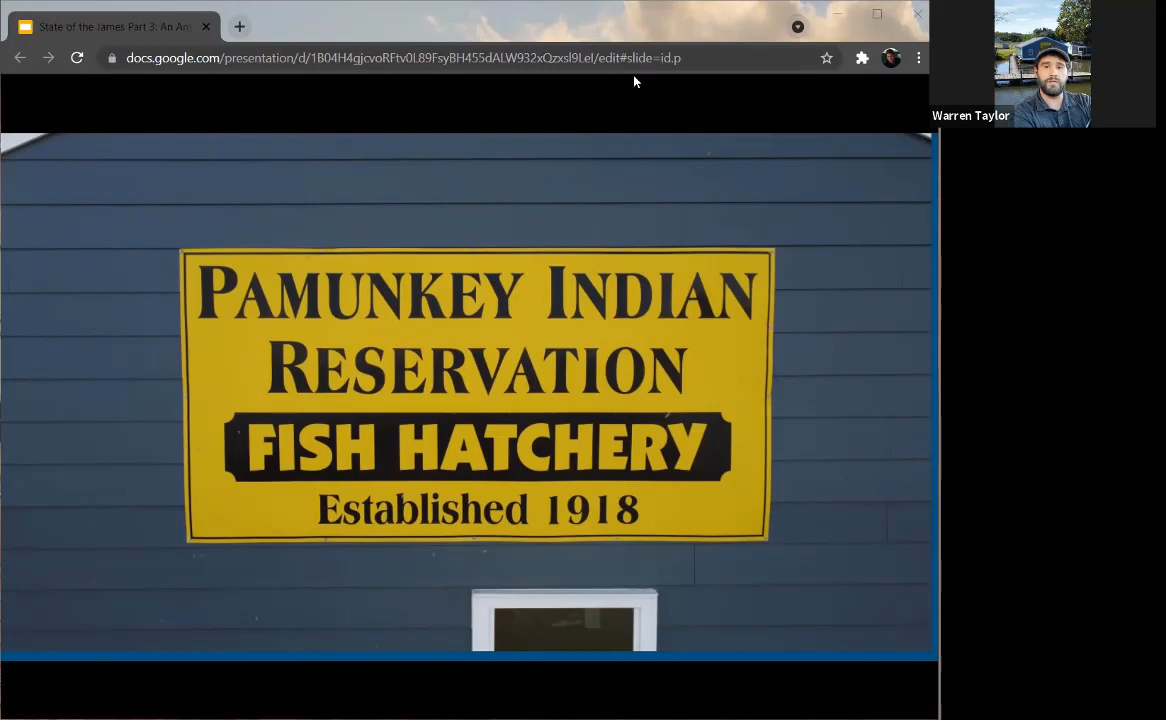 State of the James Part 3: An Am
docs.google.com/presentation/d/1B04H4gjcvoRFtv0L89FsyBH455dALW932xQzxsl9LeI/edit#slide=id.p
Warren Taylor
PAMUNKEY INDIAN
RESERVATION
FISH HATCHERY
Established 1918